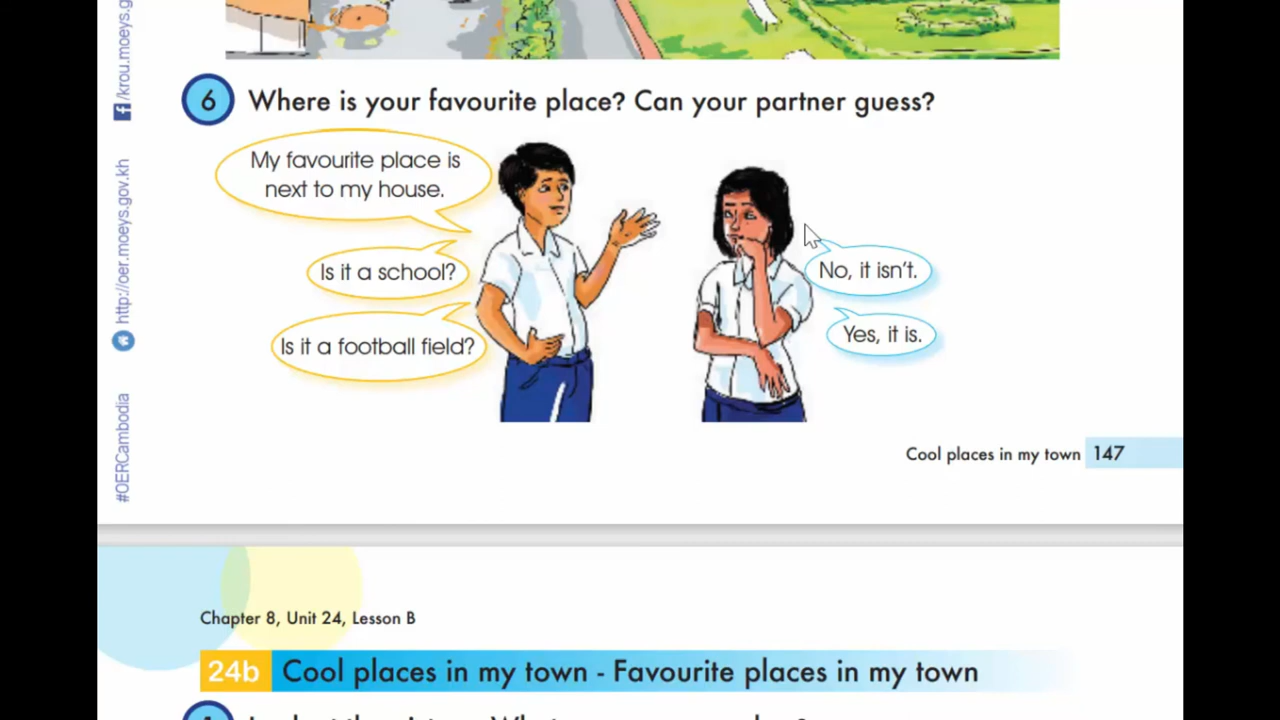 /krou.moeys.g
http://oer.moeys.gov.kh
#OERCambodia
6 Where is your favourite place? Can your partner guess?
My favourite place is
next to my house.
Is it a school?
No, it isn't.
Is it a football field?
Yes, it is.
Cool places in my town 147
Chapter 8, Unit 24, Lesson B
24b Cool places in my town - Favourite places in my town